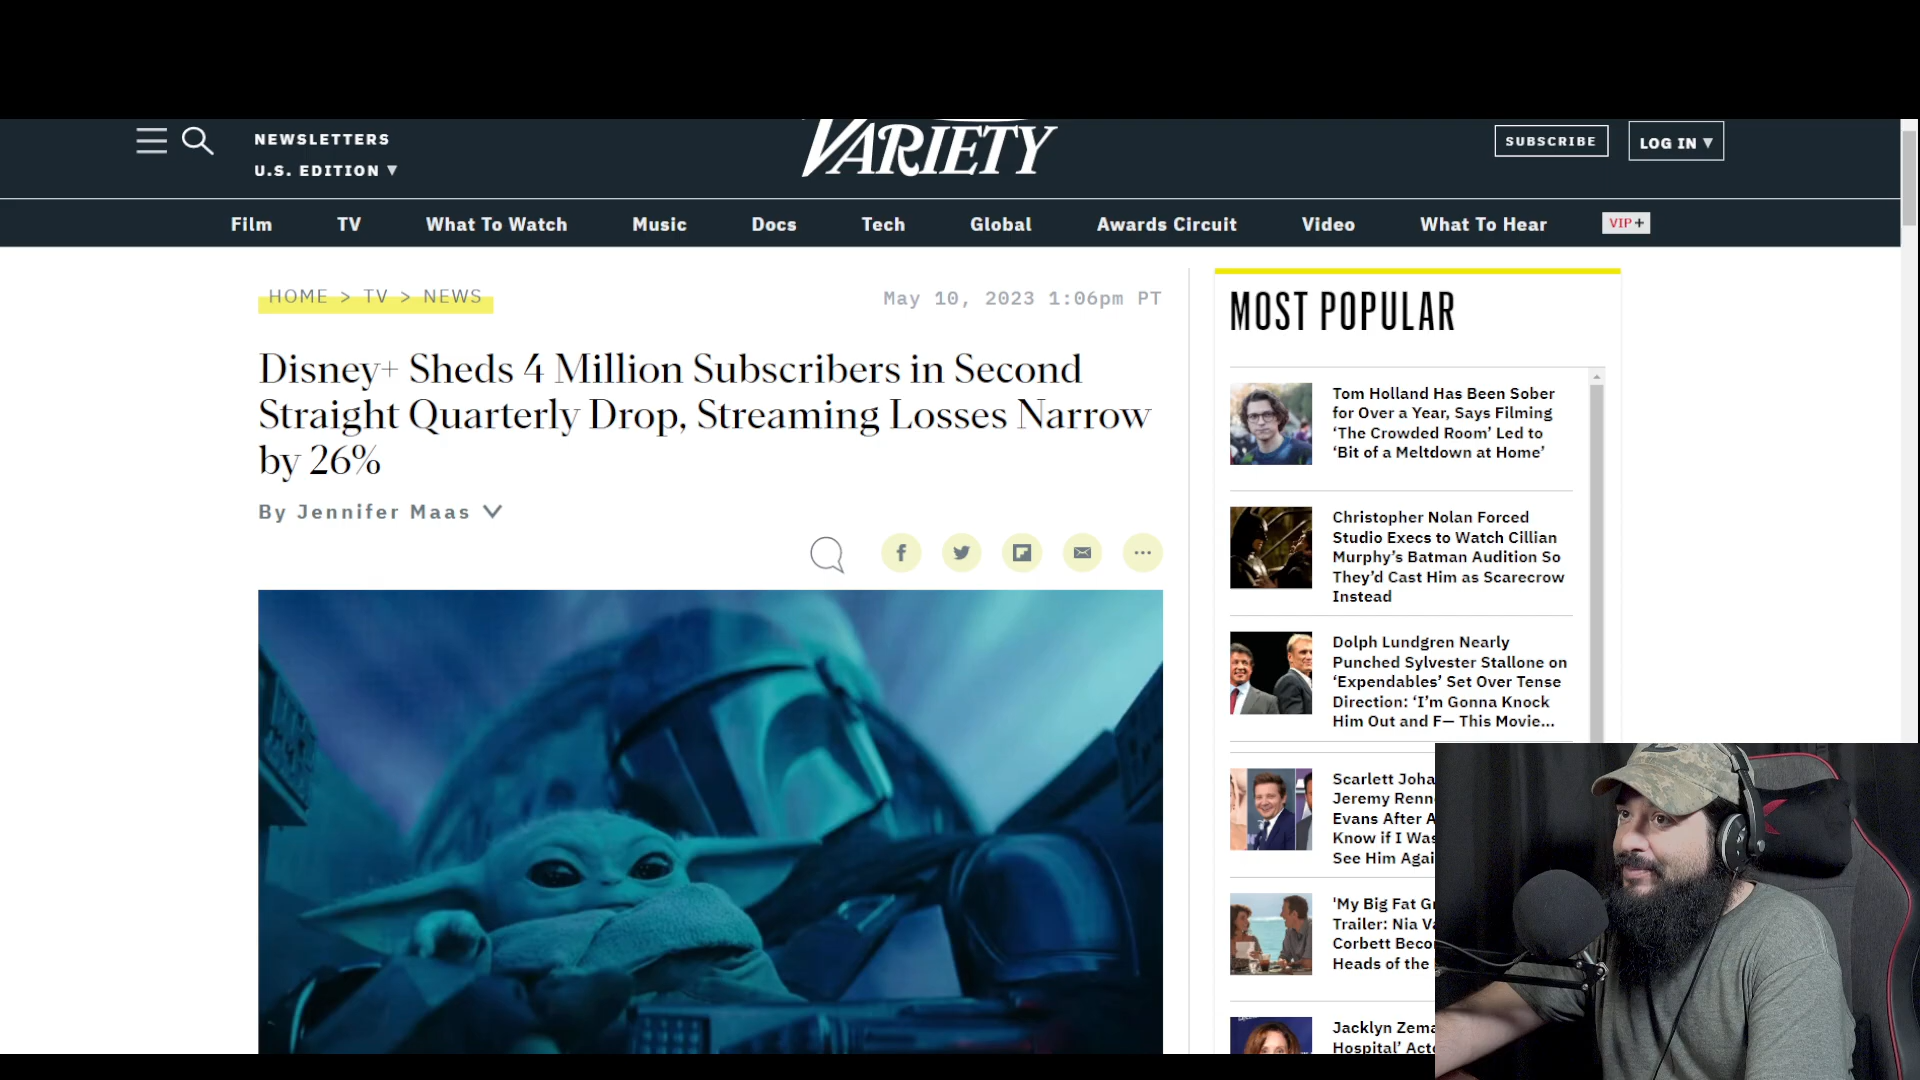 NEWSLETTERS
U.S. EDITION ▼
VARIETY
SUBSCRIBE
LOG IN ▼
Film TV What To Watch Music Docs Tech Global Awards Circuit Video What To Hear VIP+
HOME > TV > NEWS
May 10, 2023 1:06pm PT
Disney+ Sheds 4 Million Subscribers in Second
Straight Quarterly Drop, Streaming Losses Narrow
by 26%
By Jennifer Maas
MOST POPULAR
Tom Holland Has Been Sober
for Over a Year, Says Filming
‘The Crowded Room’ Led to
‘Bit of a Meltdown at Home’
Christopher Nolan Forced
Studio Execs to Watch Cillian
Murphy’s Batman Audition So
They’d Cast Him as Scarecrow
Instead
Dolph Lundgren Nearly
Punched Sylvester Stallone on
‘Expendables’ Set Over Tense
Direction: ‘I’m Gonna Knock
Him Out and F— This Movie...
Scarlett Joha
Jeremy Renn
Evans After A
Know if I Was
See Him Agai
'My Big Fat G
Trailer: Nia V
Corbett Beco
Heads of the
Jacklyn Zema
Hospital’ Act